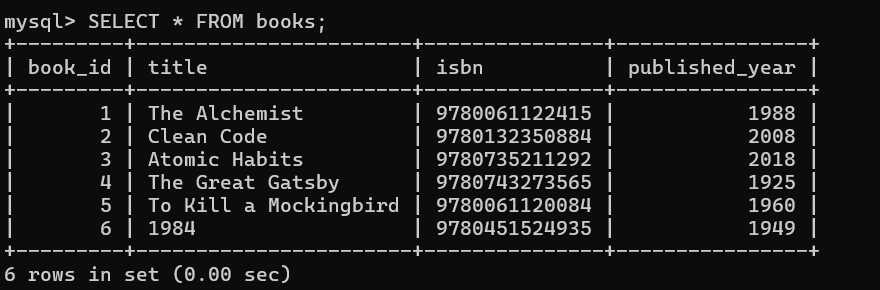 mysql> SELECT * FROM books;
+---------+-----------------------+---------------+----------------+
| book_id | title                 | isbn          | published_year |
+---------+-----------------------+---------------+----------------+
|       1 | The Alchemist         | 9780061122415 |           1988 |
|       2 | Clean Code            | 9780132350884 |           2008 |
|       3 | Atomic Habits         | 9780735211292 |           2018 |
|       4 | The Great Gatsby      | 9780743273565 |           1925 |
|       5 | To Kill a Mockingbird | 9780061120084 |           1960 |
|       6 | 1984                  | 9780451524935 |           1949 |
+---------+-----------------------+---------------+----------------+
6 rows in set (0.00 sec)